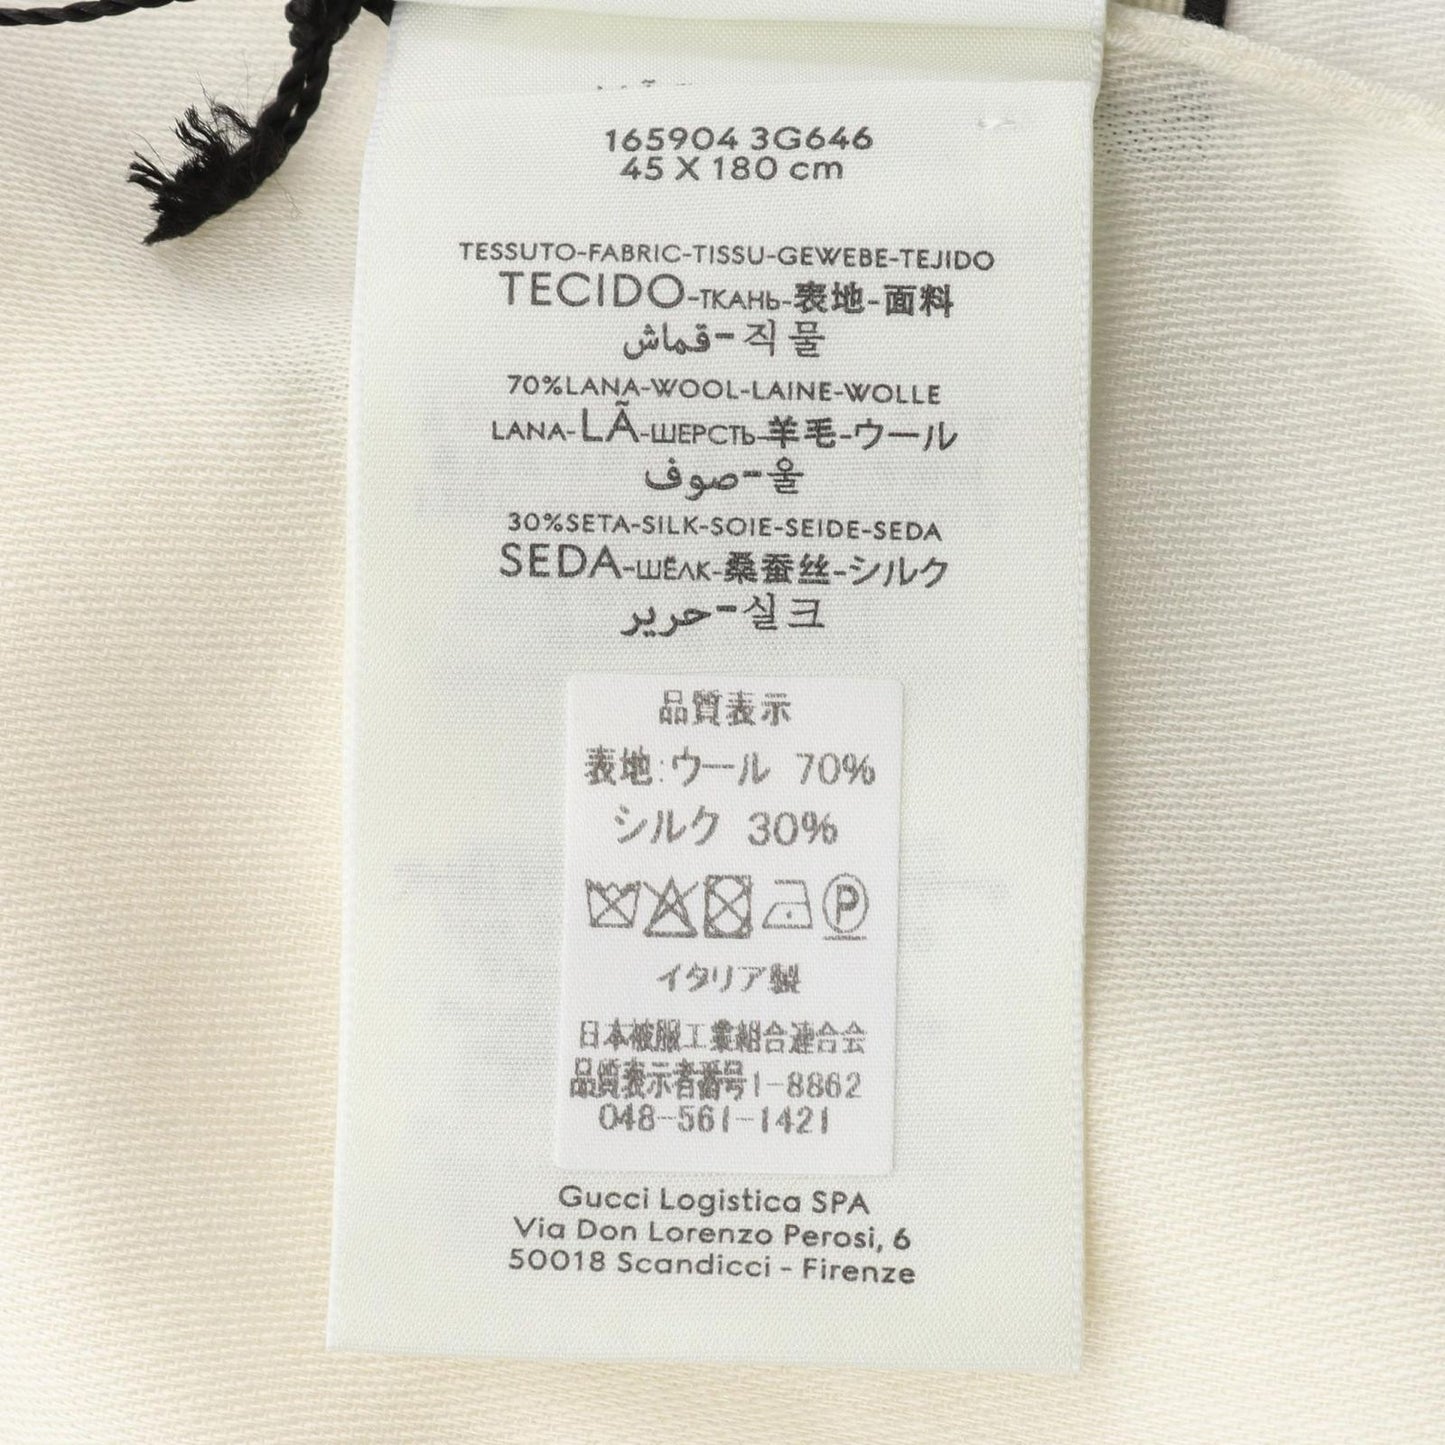 165904 3G646
45 X 180 cm
TESSUTO-FABRIC-TISSU-GEWEBE-TEJIDO
TECIDO-ТКАНЬ-表地-面料
قماش-직물
70%LANA-WOOL-LAINE-WOLLE
LANA-LÃ-ШЕРСТЬ-羊毛-ウール
صوف-울
30%SETA-SILK-SOIE-SEIDE-SEDA
SEDA-ШЁЛК-桑蚕丝-シルク
حرير-실크
品質表示
表地:ウール 70%
シルク 30%
P
イタリア製
日本被服工業組合連合会
品質表示者番号1-8862
048-561-1421
Gucci Logistica SPA
Via Don Lorenzo Perosi, 6
50018 Scandicci - Firenze